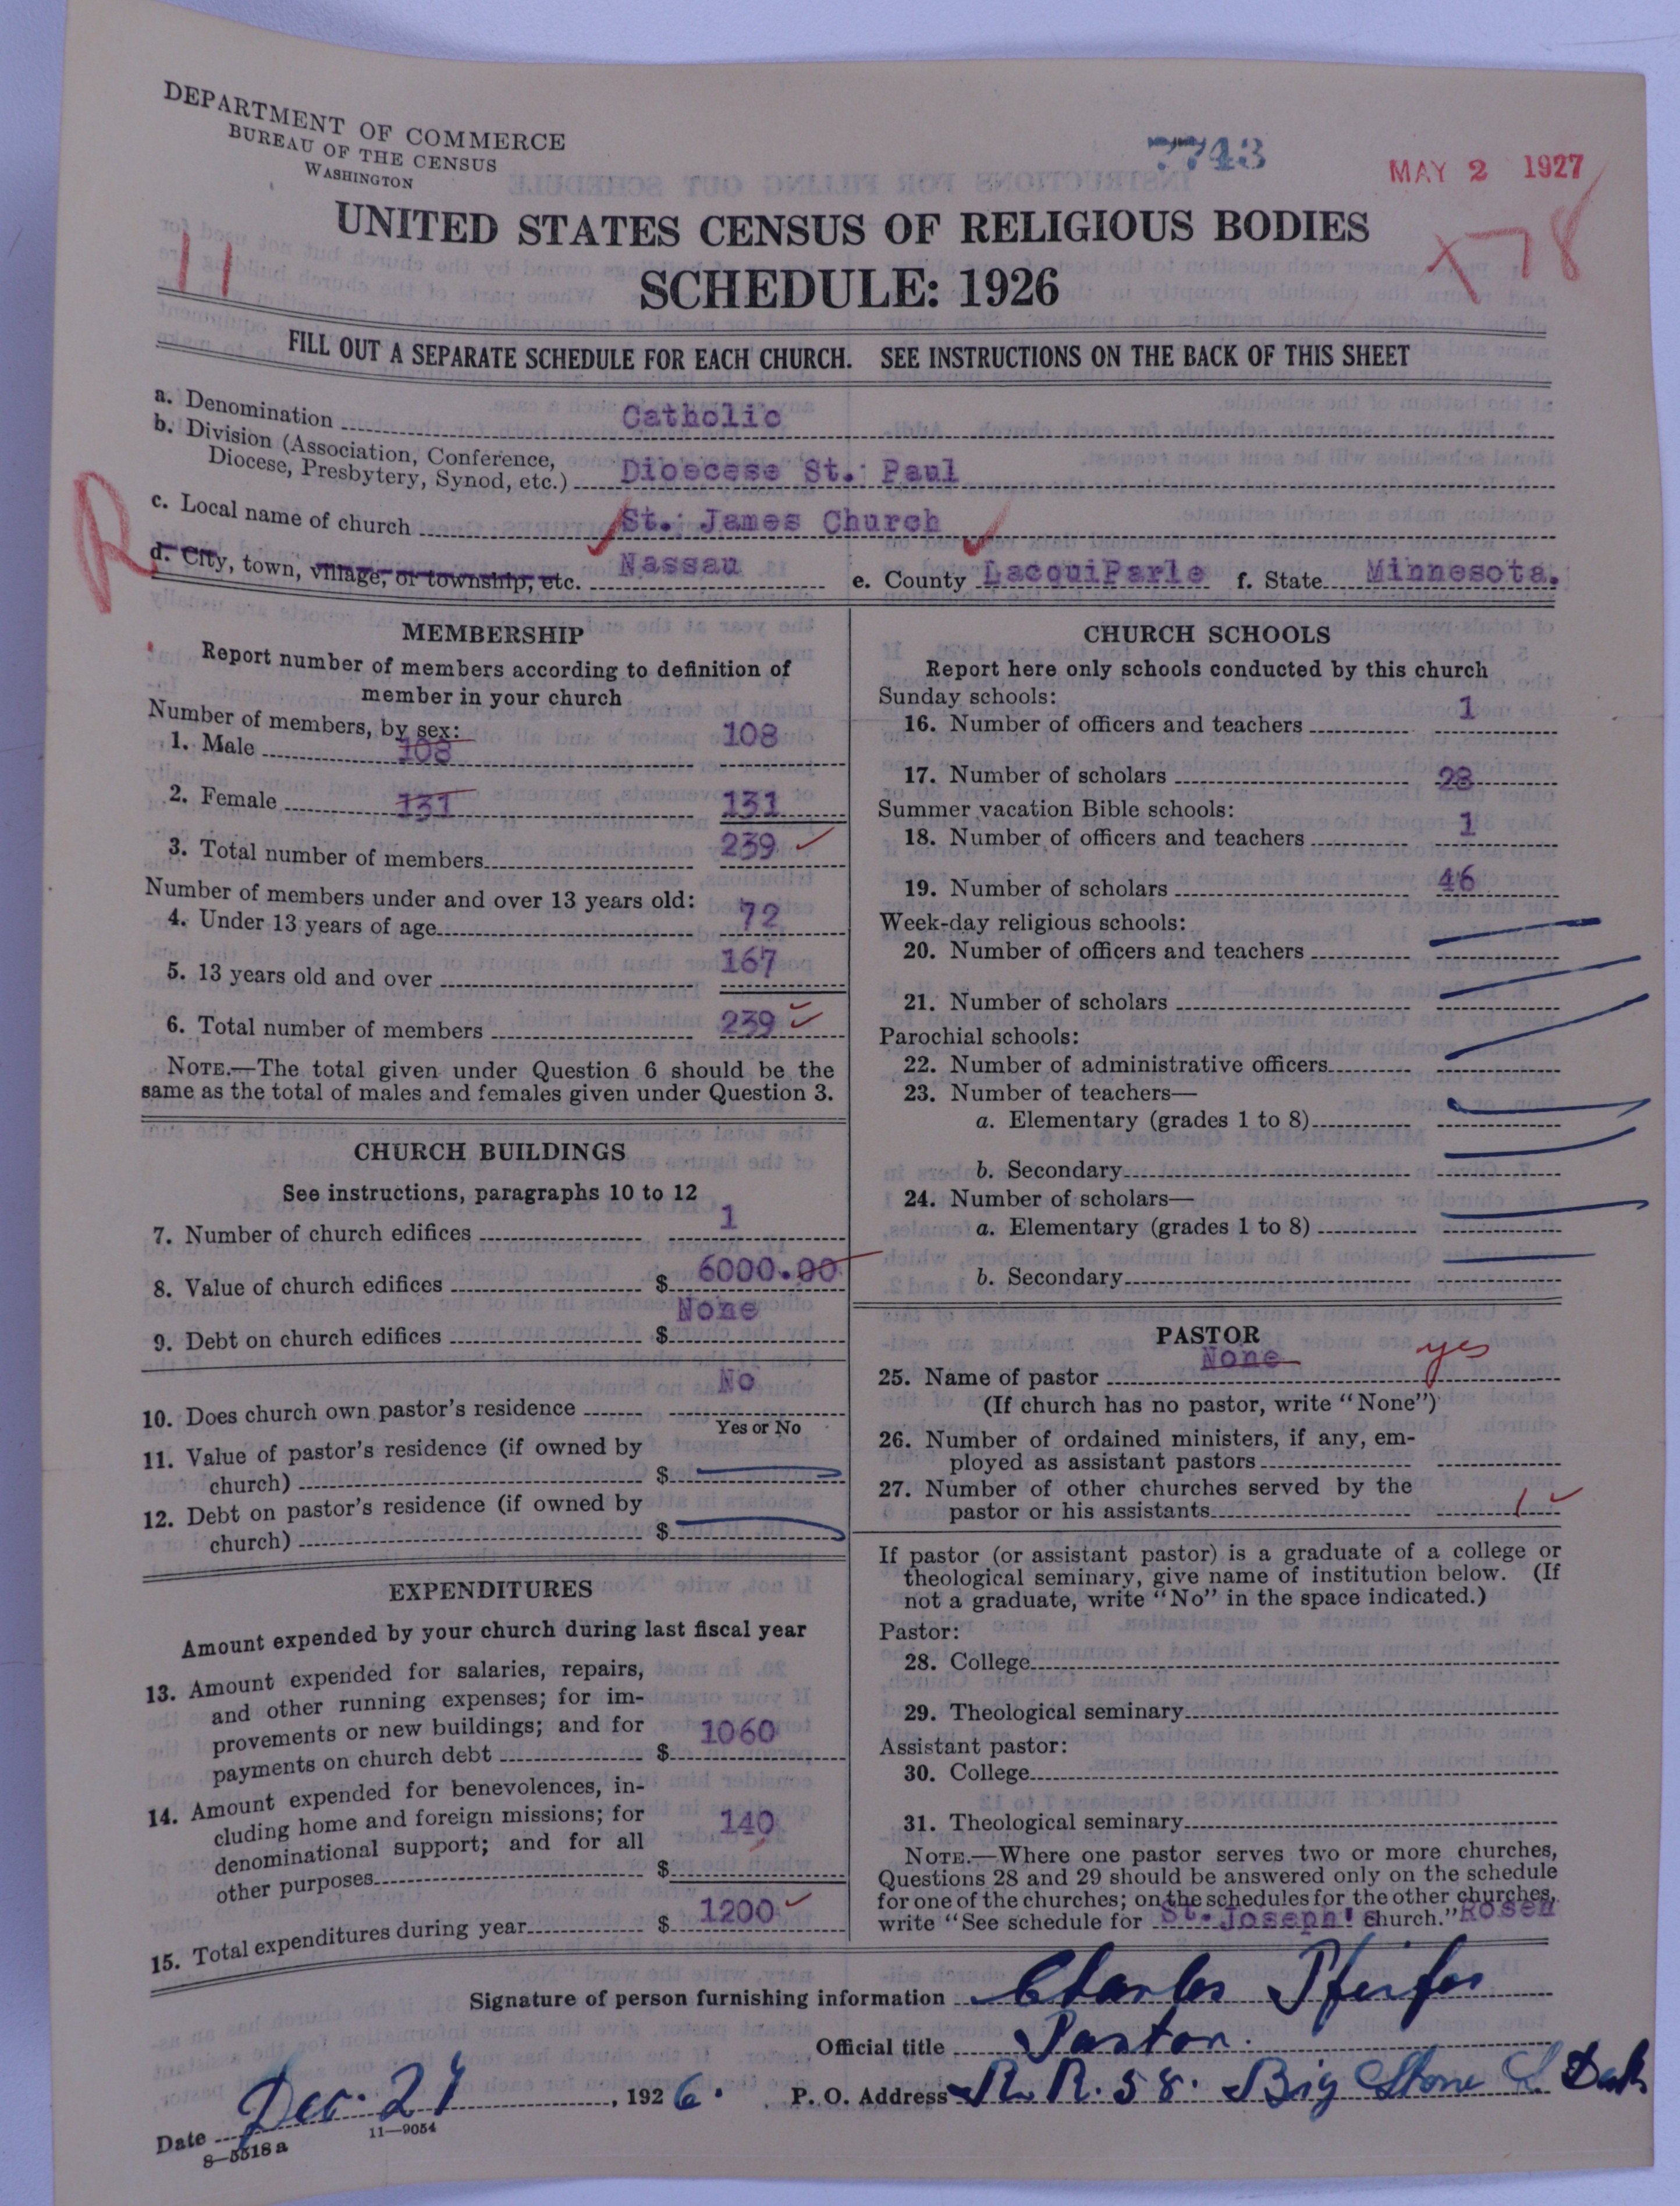 DEPARTMENT OF COMMERCE
BUREAU OF THE CENSUS
WASHINGTON
7743
MAY 2 1927
UNITED STATES CENSUS OF RELIGIOUS BODIES
11
X78
SCHEDULE: 1926
FILL OUT A SEPARATE SCHEDULE FOR EACH CHURCH. SEE INSTRUCTIONS ON THE BACK OF THIS SHEET
a. Denomination Catholic
b. Division (Association, Conference,
Diocese, Presbytery, Synod, etc.) Dioecese St. Paul
R
c. Local name of church St. James Church
d. City, town, village, or township, etc. Nassau e. County LacquiParle f. State Minnesota.
MEMBERSHIP
Report number of members according to definition of
member in your church
Number of members, by sex:
1. Male 108 108
2. Female 131 131
3. Total number of members 239
Number of members under and over 13 years old:
4. Under 13 years of age 72
5. 13 years old and over 167
6. Total number of members 239
NOTE.—The total given under Question 6 should be the
same as the total of males and females given under Question 3.
CHURCH BUILDINGS
See instructions, paragraphs 10 to 12
7. Number of church edifices 1
8. Value of church edifices $ 6000.00
9. Debt on church edifices $ None
10. Does church own pastor's residence No
Yes or No
11. Value of pastor's residence (if owned by
church) $
12. Debt on pastor's residence (if owned by
church) $
EXPENDITURES
Amount expended by your church during last fiscal year
13. Amount expended for salaries, repairs,
and other running expenses; for im-
provements or new buildings; and for
payments on church debt $ 1060
14. Amount expended for benevolences, in-
cluding home and foreign missions; for
denominational support; and for all
other purposes $ 140
15. Total expenditures during year $ 1200
CHURCH SCHOOLS
Report here only schools conducted by this church
Sunday schools:
16. Number of officers and teachers 1
17. Number of scholars 28
Summer vacation Bible schools:
18. Number of officers and teachers 1
19. Number of scholars 46
Week-day religious schools:
20. Number of officers and teachers
21. Number of scholars
Parochial schools:
22. Number of administrative officers
23. Number of teachers—
a. Elementary (grades 1 to 8)
b. Secondary
24. Number of scholars—
a. Elementary (grades 1 to 8)
b. Secondary
PASTOR
25. Name of pastor None yes
(If church has no pastor, write "None")
26. Number of ordained ministers, if any, em-
ployed as assistant pastors
27. Number of other churches served by the
pastor or his assistants 1
If pastor (or assistant pastor) is a graduate of a college or
theological seminary, give name of institution below. (If
not a graduate, write "No" in the space indicated.)
Pastor:
28. College
29. Theological seminary
Assistant pastor:
30. College
31. Theological seminary
NOTE.—Where one pastor serves two or more churches,
Questions 28 and 29 should be answered only on the schedule
for one of the churches; on the schedules for the other churches,
write "See schedule for St. Joseph's church." Rosen
Signature of person furnishing information Charles Pfeifer
Official title Pastor.
Date Dec. 27, 1926. P. O. Address R. R. 58. Big Stone S. Dak
8—5518 a 11—9054